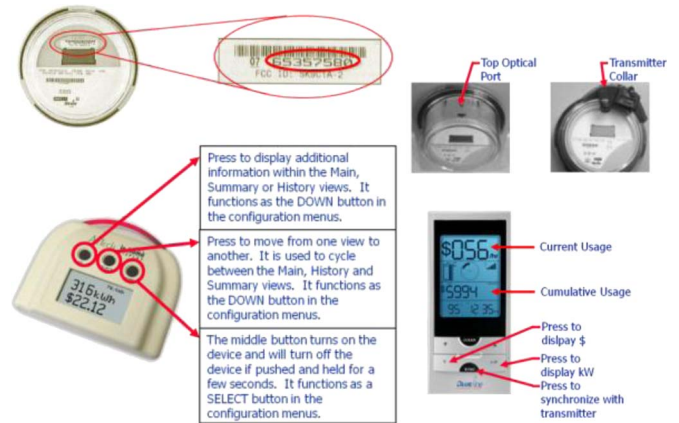 07 65357580
FCC ID: SK9C1A-2
Top Optical
Port
Transmitter
Collar
Press to display additional
information within the Main,
Summary or History views. It
functions as the DOWN button in
the configuration menus.
Press to move from one view to
another. It is used to cycle
between the Main, History and
Summary views. It functions as
the DOWN button in the
configuration menus.
The middle button turns on the
device and will turn off the
device if pushed and held for a
few seconds. It functions as a
SELECT button in the
configuration menus.
316kWh
$22.12
$056
Current Usage
$5994
Cumulative Usage
95 12:35
Press to
dislpay $
Press to
display kW
Press to
synchronize with
transmitter